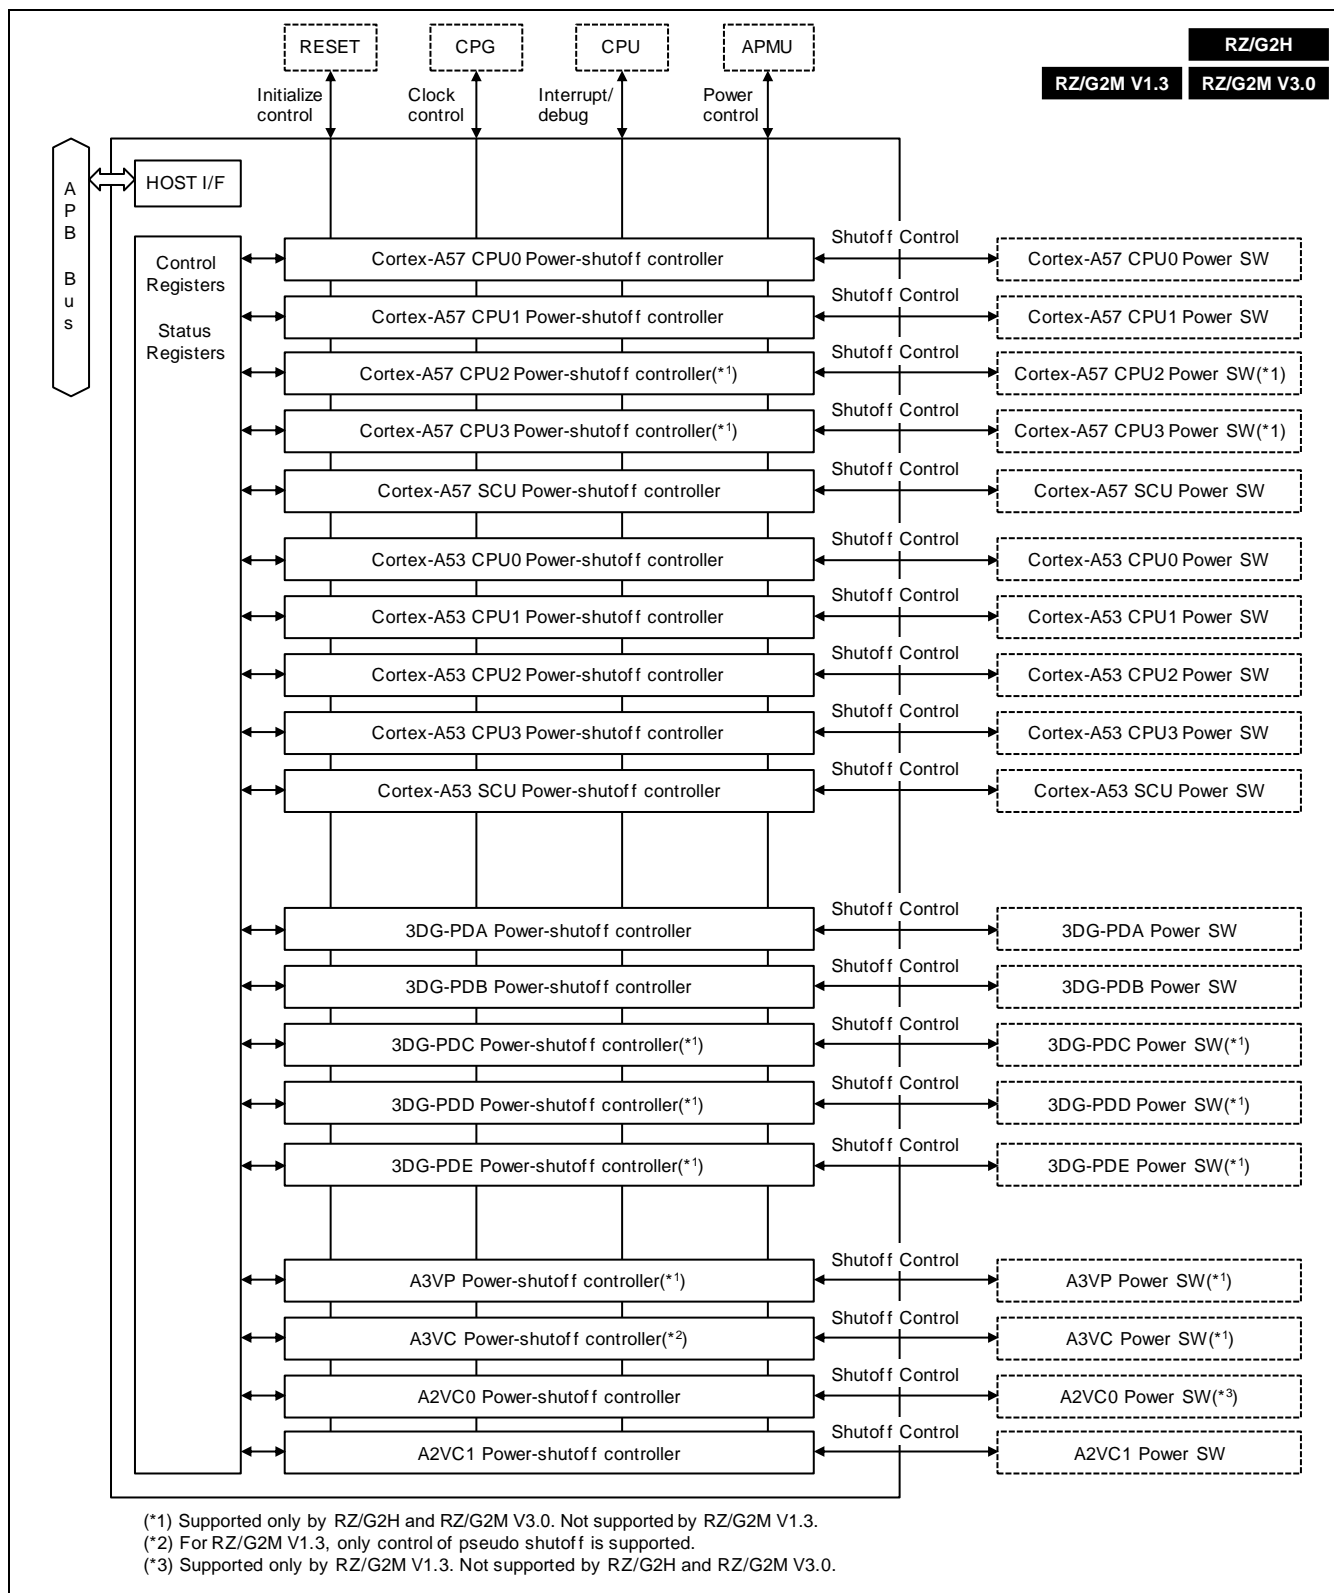 RESET
CPG
CPU
APMU
RZ/G2H
RZ/G2M V1.3
RZ/G2M V3.0
Initialize
control
Clock
control
Interrupt/
debug
Power
control
APB Bus
HOST I/F
Control
Registers
Status
Registers
Cortex-A57 CPU0 Power-shutoff controller
Shutoff Control
Cortex-A57 CPU0 Power SW
Cortex-A57 CPU1 Power-shutoff controller
Shutoff Control
Cortex-A57 CPU1 Power SW
Cortex-A57 CPU2 Power-shutoff controller(*1)
Shutoff Control
Cortex-A57 CPU2 Power SW(*1)
Cortex-A57 CPU3 Power-shutoff controller(*1)
Shutoff Control
Cortex-A57 CPU3 Power SW(*1)
Cortex-A57 SCU Power-shutoff controller
Shutoff Control
Cortex-A57 SCU Power SW
Cortex-A53 CPU0 Power-shutoff controller
Shutoff Control
Cortex-A53 CPU0 Power SW
Cortex-A53 CPU1 Power-shutoff controller
Shutoff Control
Cortex-A53 CPU1 Power SW
Cortex-A53 CPU2 Power-shutoff controller
Shutoff Control
Cortex-A53 CPU2 Power SW
Cortex-A53 CPU3 Power-shutoff controller
Shutoff Control
Cortex-A53 CPU3 Power SW
Cortex-A53 SCU Power-shutoff controller
Shutoff Control
Cortex-A53 SCU Power SW
3DG-PDA Power-shutoff controller
Shutoff Control
3DG-PDA Power SW
3DG-PDB Power-shutoff controller
Shutoff Control
3DG-PDB Power SW
3DG-PDC Power-shutoff controller(*1)
Shutoff Control
3DG-PDC Power SW(*1)
3DG-PDD Power-shutoff controller(*1)
Shutoff Control
3DG-PDD Power SW(*1)
3DG-PDE Power-shutoff controller(*1)
Shutoff Control
3DG-PDE Power SW(*1)
A3VP Power-shutoff controller(*1)
Shutoff Control
A3VP Power SW(*1)
A3VC Power-shutoff controller(*2)
Shutoff Control
A3VC Power SW(*1)
A2VC0 Power-shutoff controller
Shutoff Control
A2VC0 Power SW(*3)
A2VC1 Power-shutoff controller
Shutoff Control
A2VC1 Power SW
(*1) Supported only by RZ/G2H and RZ/G2M V3.0. Not supported by RZ/G2M V1.3.
(*2) For RZ/G2M V1.3, only control of pseudo shutoff is supported.
(*3) Supported only by RZ/G2M V1.3. Not supported by RZ/G2H and RZ/G2M V3.0.